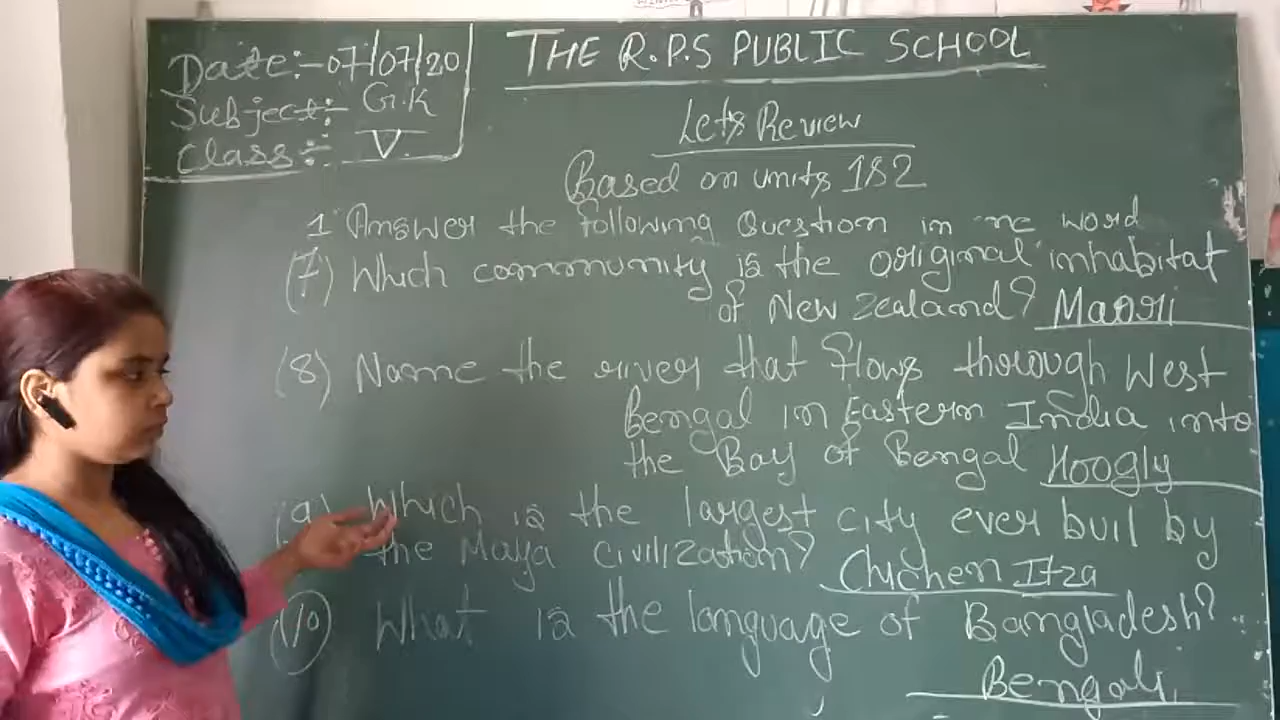 THE R.P.S PUBLIC SCHOOL
Date:-07/07/20
Subject:- G.K
Class:- V
Let's Review
Based on units 1&2
1 Answer the following Question in ne word
(7) Which community is the original inhabitat
of New Zealand? Maori
(8) Name the river that flows through West
Bengal in Eastern India into
the Bay of Bengal Hoogly
(9) Which is the largest city ever buil by
the Maya civilization? Chichen Itza
(10) What is the language of Bangladesh?
Bengali